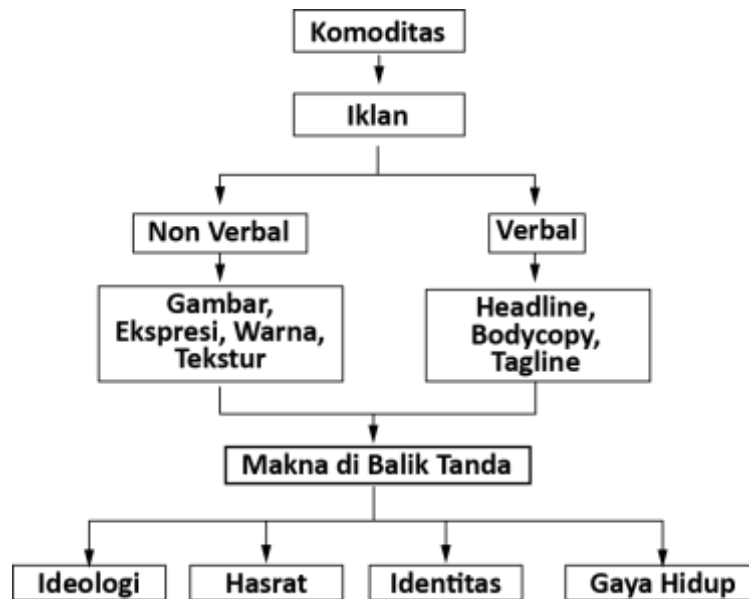 Komoditas
Iklan
Non Verbal
Verbal
Gambar,
Ekspresi, Warna,
Tekstur
Headline,
Bodycopy,
Tagline
Makna di Balik Tanda
Ideologi
Hasrat
Identitas
Gaya Hidup